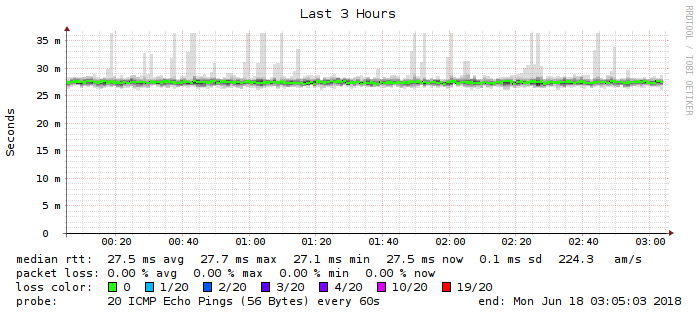 Last 3 Hours
RRDTOOL / TOBI OETIKER
Seconds
35 m
30 m
25 m
20 m
15 m
10 m
5 m
0
00:20 00:40 01:00 01:20 01:40 02:00 02:20 02:40 03:00
median rtt: 27.5 ms avg 27.7 ms max 27.1 ms min 27.5 ms now 0.1 ms sd 224.3 am/s
packet loss: 0.00 % avg 0.00 % max 0.00 % min 0.00 % now
loss color: 0 1/20 2/20 3/20 4/20 10/20 19/20
probe: 20 ICMP Echo Pings (56 Bytes) every 60s end: Mon Jun 18 03:05:03 2018